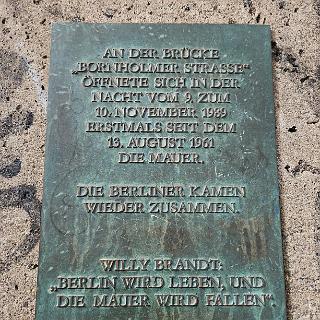 AN DER BRÜCKE
„BORNHOLMER STRASSE“
ÖFFNETE SICH IN DER
NACHT VOM 9. ZUM
10. NOVEMBER 1989
ERSTMALS SEIT DEM
13. AUGUST 1961
DIE MAUER.
DIE BERLINER KAMEN
WIEDER ZUSAMMEN.
WILLY BRANDT:
„BERLIN WIRD LEBEN, UND
DIE MAUER WIRD FALLEN“.